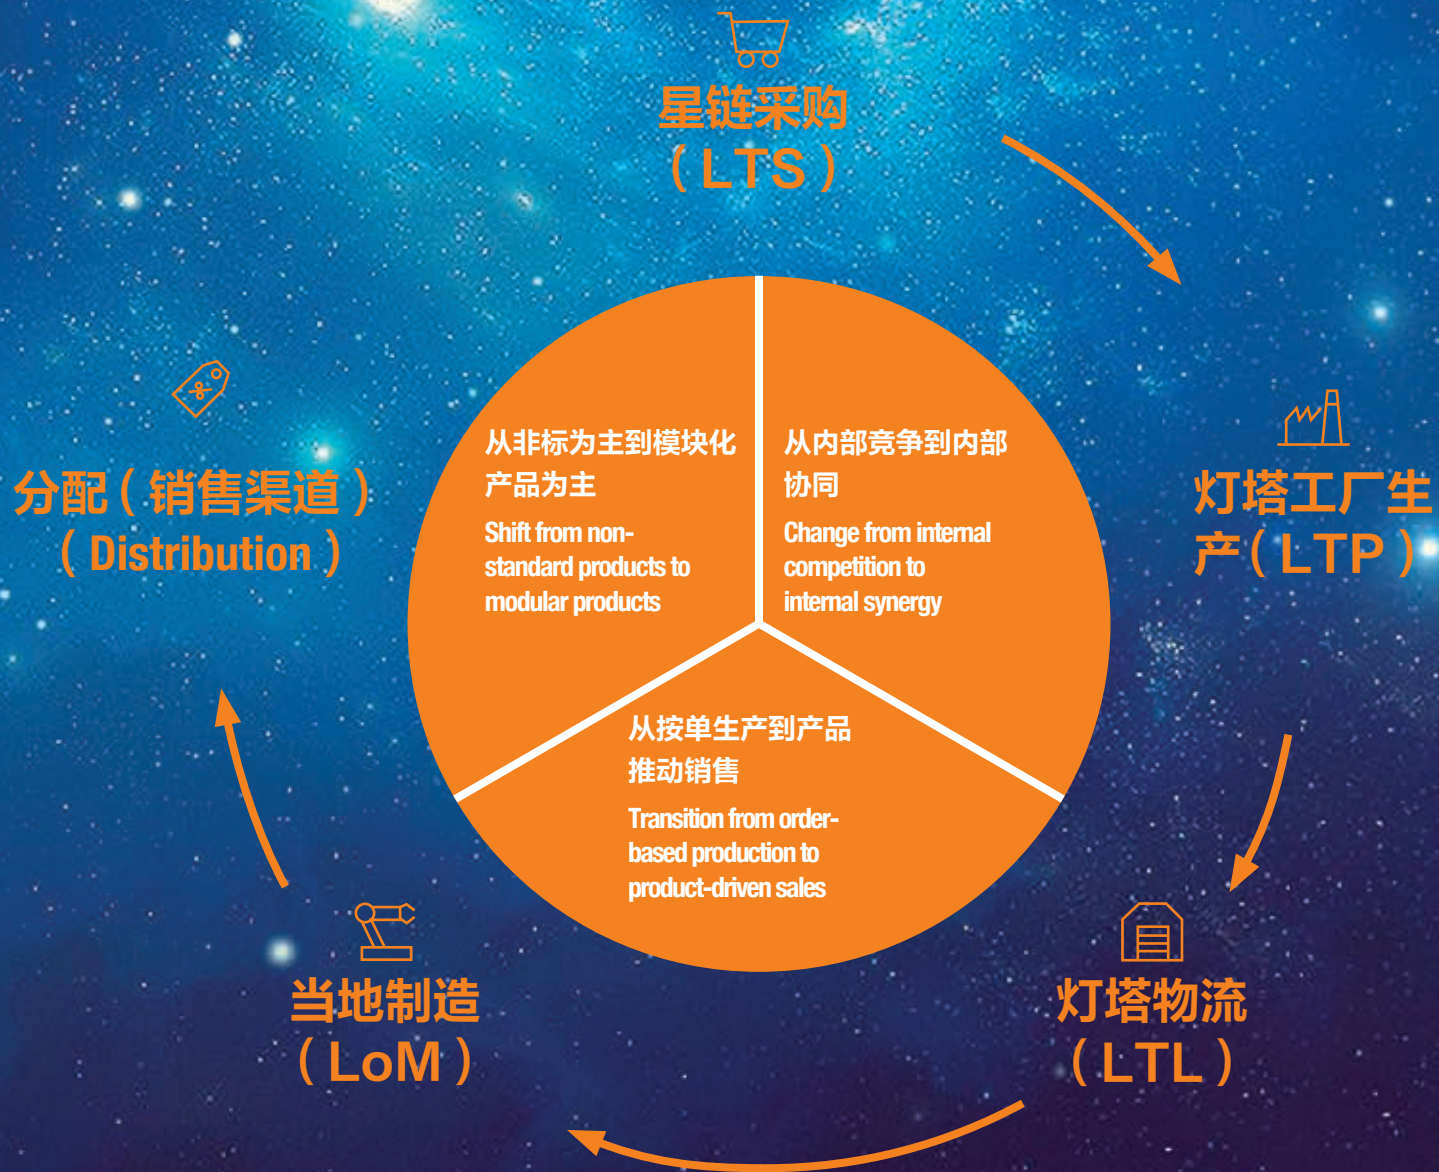 星链采购
（LTS）
分配（销售渠道）
（Distribution）
从非标为主到模块化
产品为主
Shift from non-
standard products to
modular products
从内部竞争到内部
协同
Change from internal
competition to
internal synergy
灯塔工厂生
产（LTP）
从按单生产到产品
推动销售
Transition from order-
based production to
product-driven sales
当地制造
（LoM）
灯塔物流
（LTL）